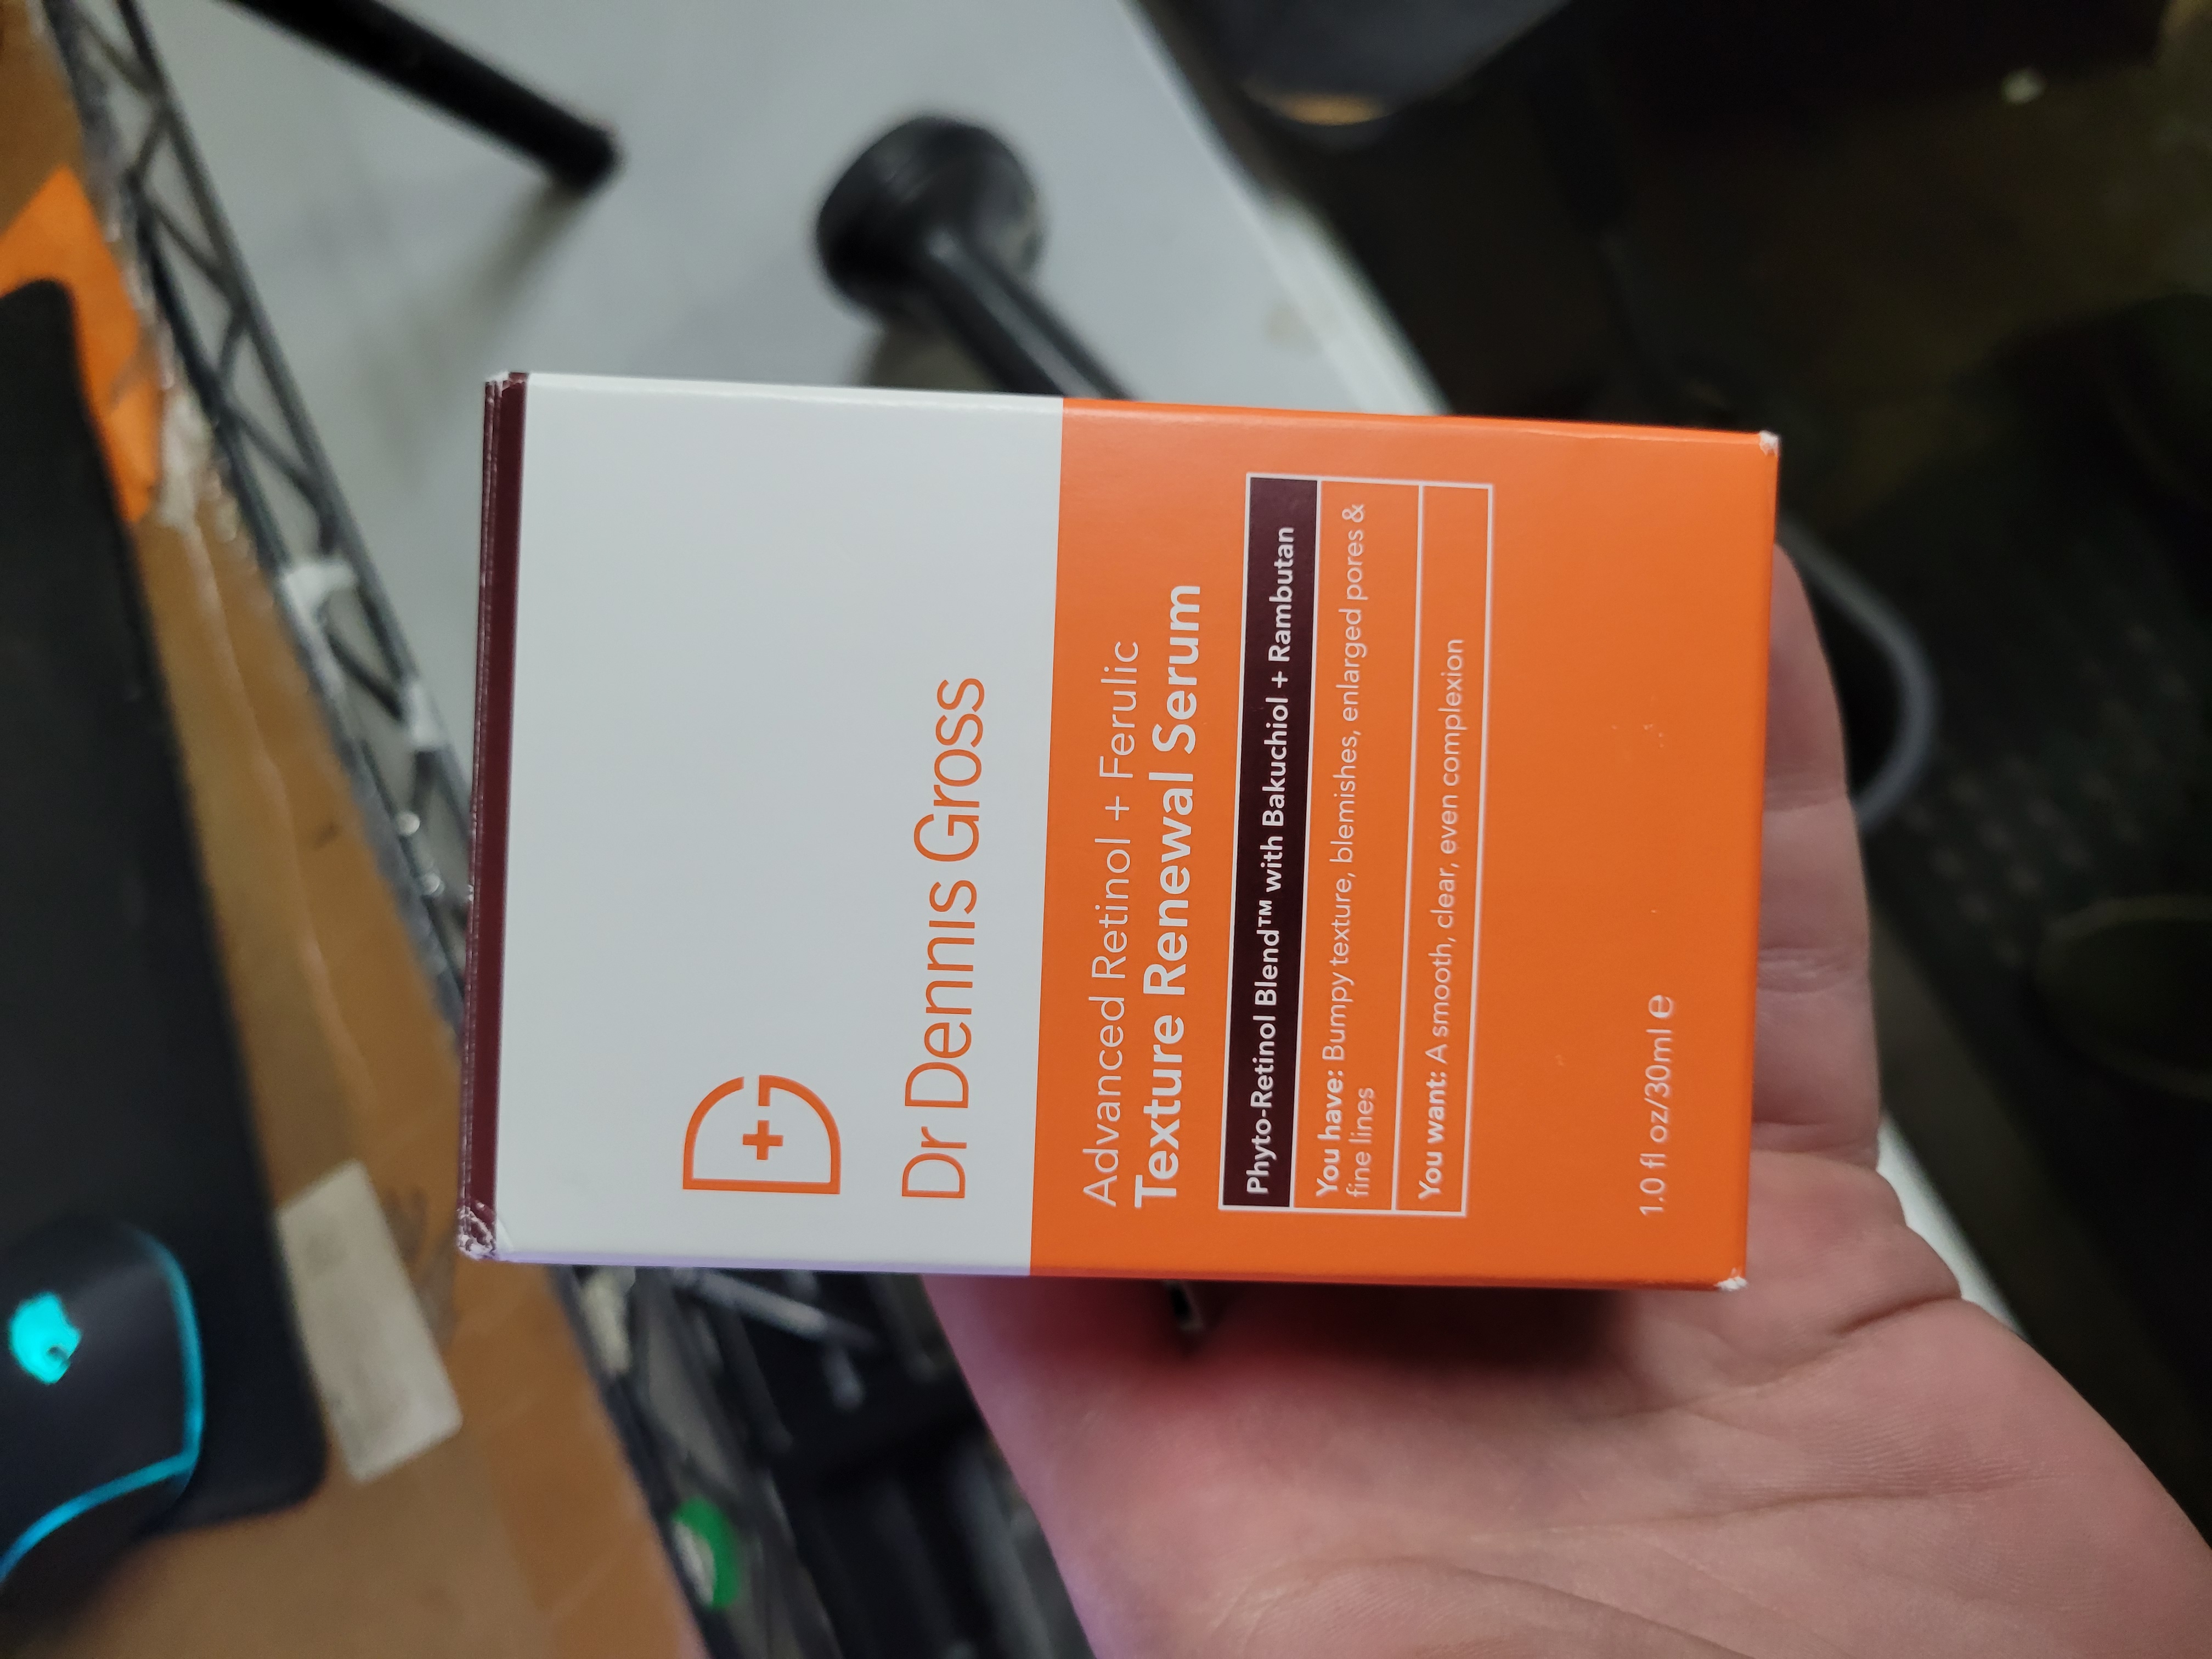 Dr Dennis Gross
Advanced Retinol + Ferulic
Texture Renewal Serum
Phyto-Retinol Blend™ with Bakuchiol + Rambutan
You have: Bumpy texture, blemishes, enlarged pores &
fine lines
You want: A smooth, clear, even complexion
1.0 fl oz/30ml ℮